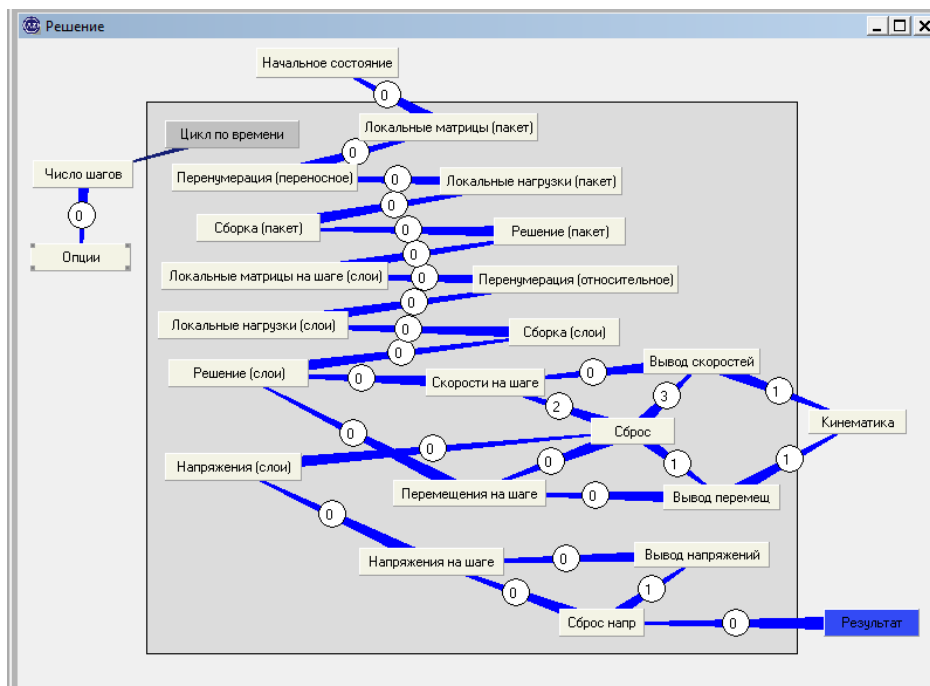 Решение
Начальное состояние
0
Локальные матрицы (пакет)
Цикл по времени
0
Число шагов
Перенумерация (переносное)
0
Локальные нагрузки (пакет)
0
0
Сборка (пакет)
0
Решение (пакет)
Опции
0
Локальные матрицы на шаге (слои)
0
Перенумерация (относительное)
0
Локальные нагрузки (слои)
0
Сборка (слои)
0
Вывод скоростей
Решение (слои)
0
Скорости на шаге
0
3
1
2
Кинематика
0
Сброс
0
Напряжения (слои)
0
1
1
Перемещения на шаге
0
Вывод перемещ
0
Напряжения на шаге
0
Вывод напряжений
0
1
Сброс напр
0
Результат